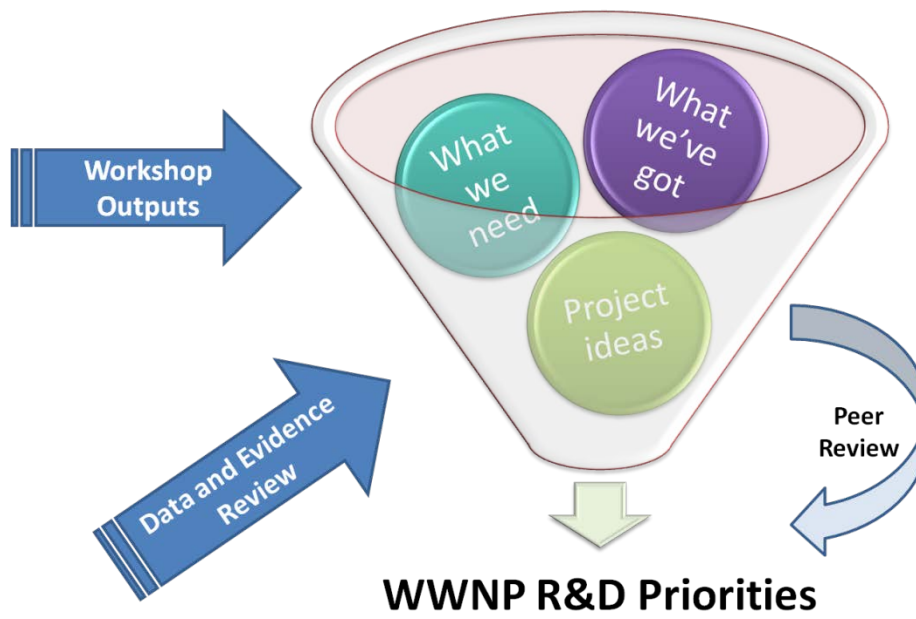 Workshop
Outputs
What
we
need
What
we've
got
Project
ideas
Data and Evidence
Review
Peer
Review
WWNP R&D Priorities